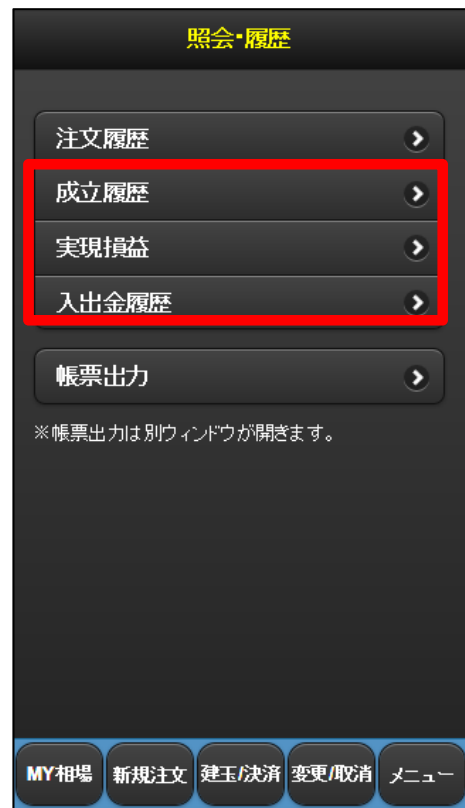 照会・履歴
注文履歴
成立履歴
実現損益
入出金履歴
帳票出力
※帳票出力は別ウィンドウが開きます。
MY相場 新規注文 建玉/決済 変更/取消 メニュー